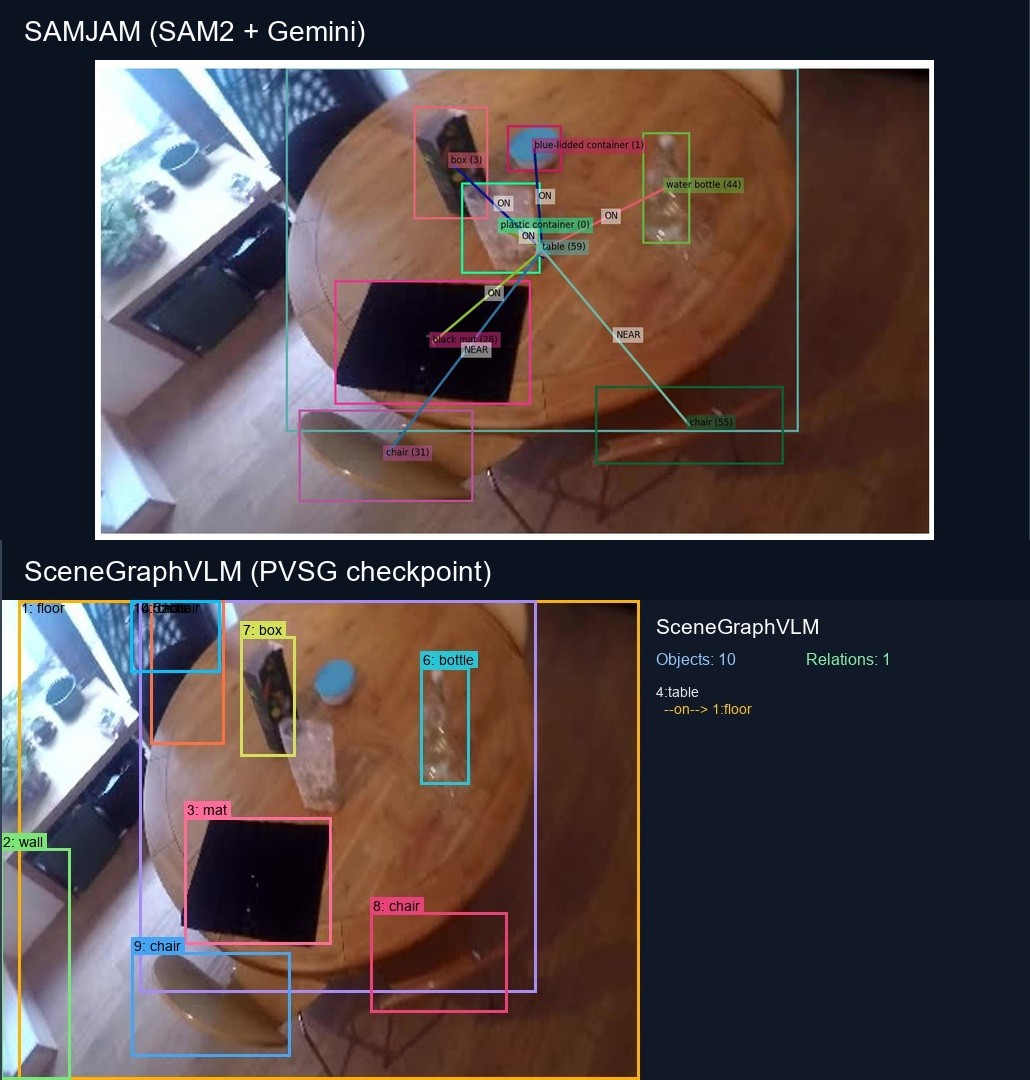 SAMJAM (SAM2 + Gemini)
blue-lidded container (1)
box (3)
water bottle (44)
ON
ON
ON
plastic container (0)
ON
table (59)
ON
NEAR
black mat (28)
NEAR
chair (55)
chair (31)
SceneGraphVLM (PVSG checkpoint)
1: floor
7: box
6: bottle
2: wall
3: mat
8: chair
9: chair
SceneGraphVLM
Objects: 10 Relations: 1
4:table
--on--> 1:floor